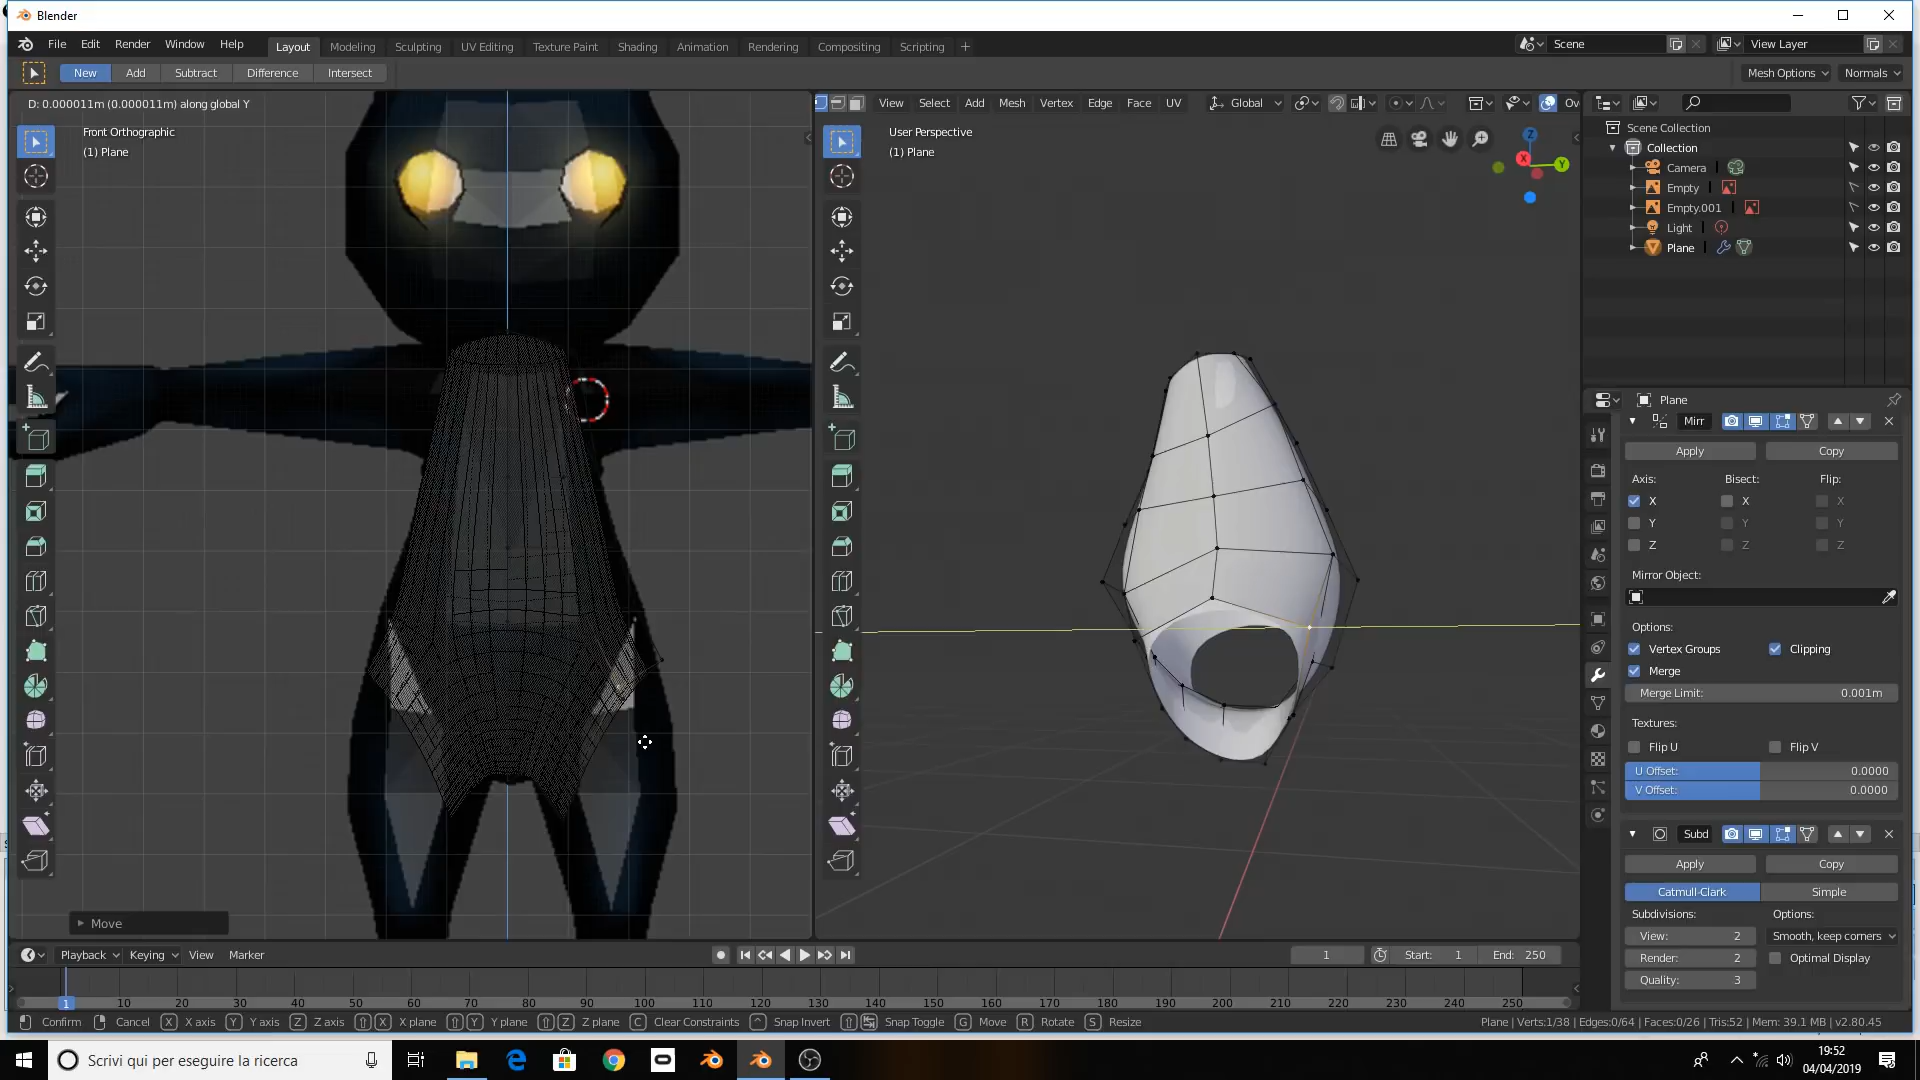 Blender
File Edit Render Window Help
Layout Modeling Sculpting UV Editing Texture Paint Shading Animation Rendering Compositing Scripting +
Scene
View Layer
New Add Subtract Difference Intersect
Mesh Options Normals
D: 0.000011m (0.000011m) along global Y
View Select Add Mesh Vertex Edge Face UV Global Ov
Front Orthographic
(1) Plane
User Perspective
(1) Plane
Z
X
Y
Scene Collection
Collection
Camera
Empty
Empty.001
Light
Plane
Plane
Mirr
Apply Copy
Axis: Bisect: Flip:
X X X
Y Y Y
Z Z Z
Mirror Object:
Options:
Vertex Groups Clipping
Merge
Merge Limit: 0.001m
Textures:
Flip U Flip V
U Offset: 0.0000
V Offset: 0.0000
Subd
Apply Copy
Catmull-Clark Simple
Subdivisions: Options:
View: 2 Smooth, keep corners
Render: 2 Optimal Display
Quality: 3
Move
Playback Keying View Marker
1 Start: 1 End: 250
1 10 20 30 40 50 60 70 80 90 100 110 120 130 140 150 160 170 180 190 200 210 220 230 240 250
Confirm Cancel X X axis Y Y axis Z Z axis X X plane Y Y plane Z Z plane C Clear Constraints Snap Invert Snap Toggle G Move R Rotate S Resize
Plane | Verts:1/38 | Edges:0/64 | Faces:0/26 | Tris:52 | Mem: 39.1 MB | v2.80.45
Scrivi qui per eseguire la ricerca
19:52
04/04/2019